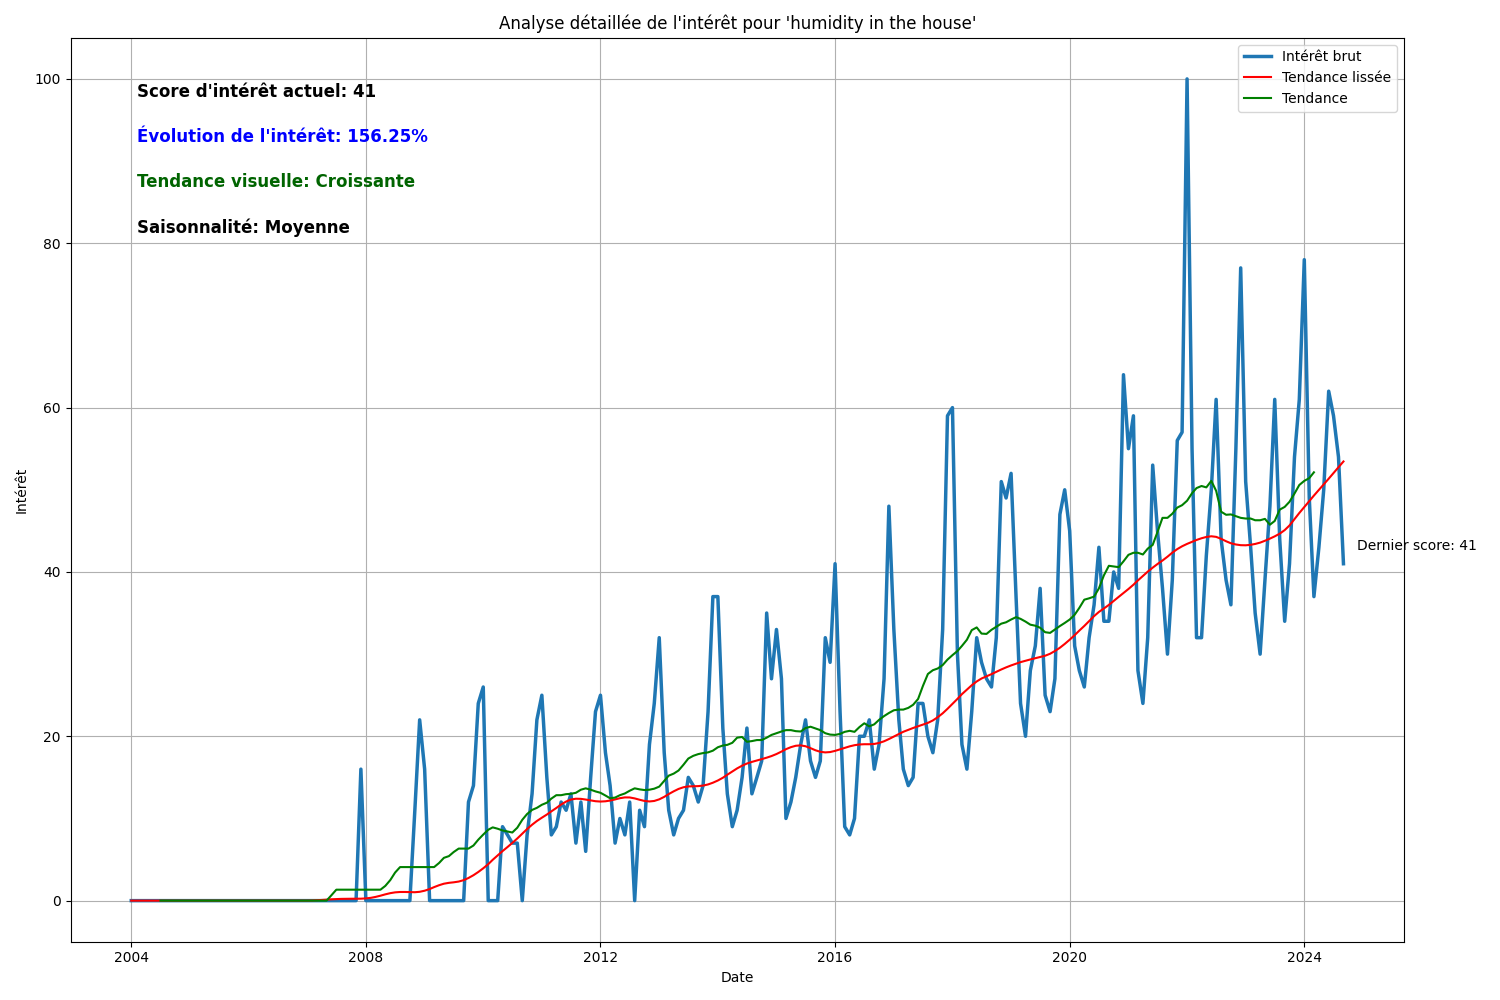 Analyse détaillée de l'intérêt pour 'humidity in the house'
Score d'intérêt actuel: 41
Évolution de l'intérêt: 156.25%
Tendance visuelle: Croissante
Saisonnalité: Moyenne
Intérêt brut
Tendance lissée
Tendance
100
80
60
40
20
0
Intérêt
Dernier score: 41
2004
2008
2012
2016
2020
2024
Date